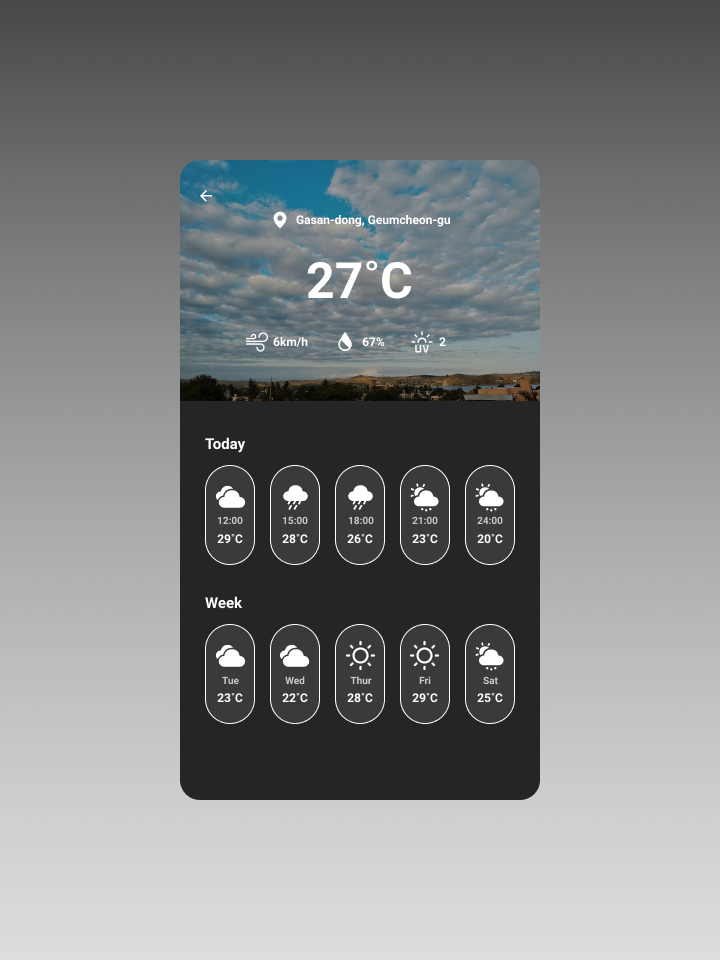 Gasan-dong, Geumcheon-gu
27°C
6km/h 67% UV 2
Today
12:00 15:00 18:00 21:00 24:00
29°C 28°C 26°C 23°C 20°C
Week
Tue Wed Thur Fri Sat
23°C 22°C 28°C 29°C 25°C